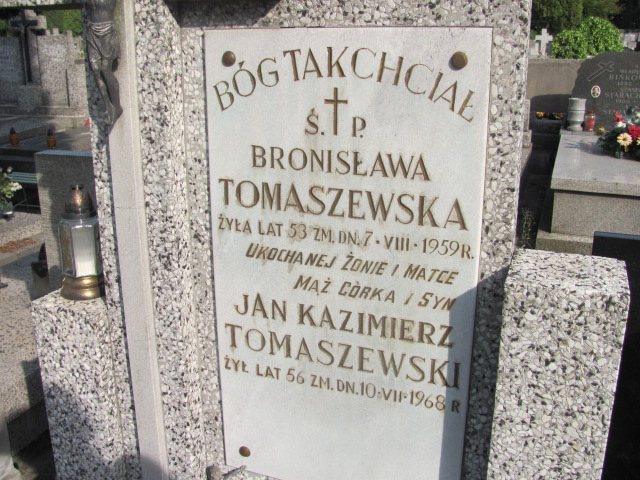 BÓG TAK CHCIAŁ
Ś. P.
BRONISŁAWA
TOMASZEWSKA
ŻYŁA LAT 53 ZM. DN. 7 · VIII · 1959 R.
UKOCHANEJ ŻONIE I MATCE
MĄŻ CÓRKA I SYN
JAN KAZIMIERZ
TOMASZEWSKI
ŻYŁ LAT 56 ZM. DN. 10 · VII · 1968 R